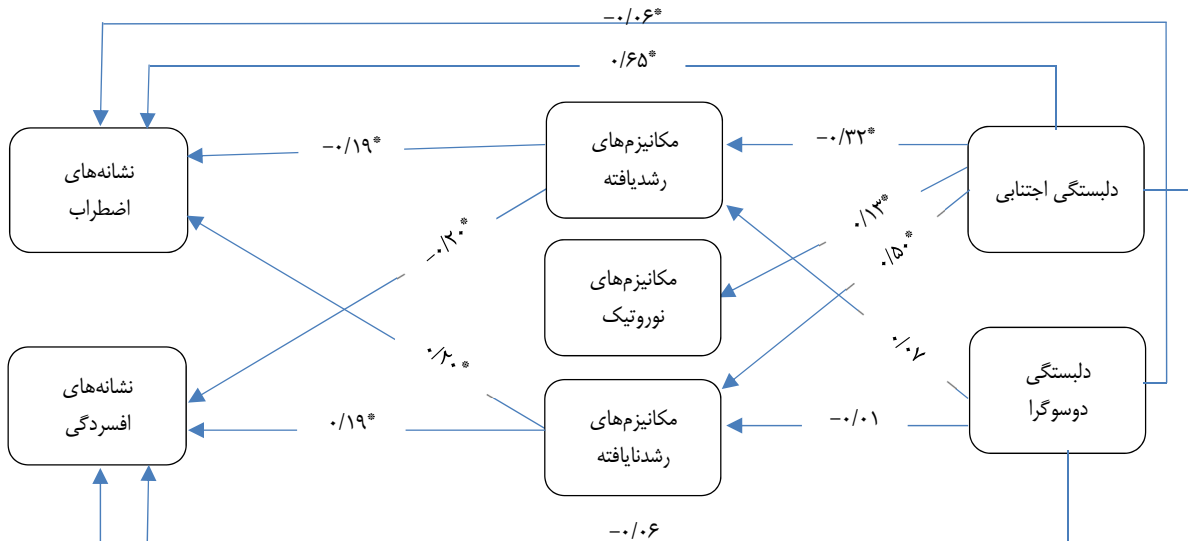 −۰/۰۶*
۰/۶۵*
مکانیزم‌های
رشدیافته
−۰/۳۲*
دلبستگی اجتنابی
−۰/۱۹*
نشانه‌های
اضطراب
۰/۱۳*
۰/۵۰*
−۰/۲۰*
مکانیزم‌های
نوروتیک
۰/۰۷
۰/۲۰*
دلبستگی
دوسوگرا
نشانه‌های
افسردگی
مکانیزم‌های
رشدنایافته
−۰/۰۱
۰/۱۹*
−۰/۰۶